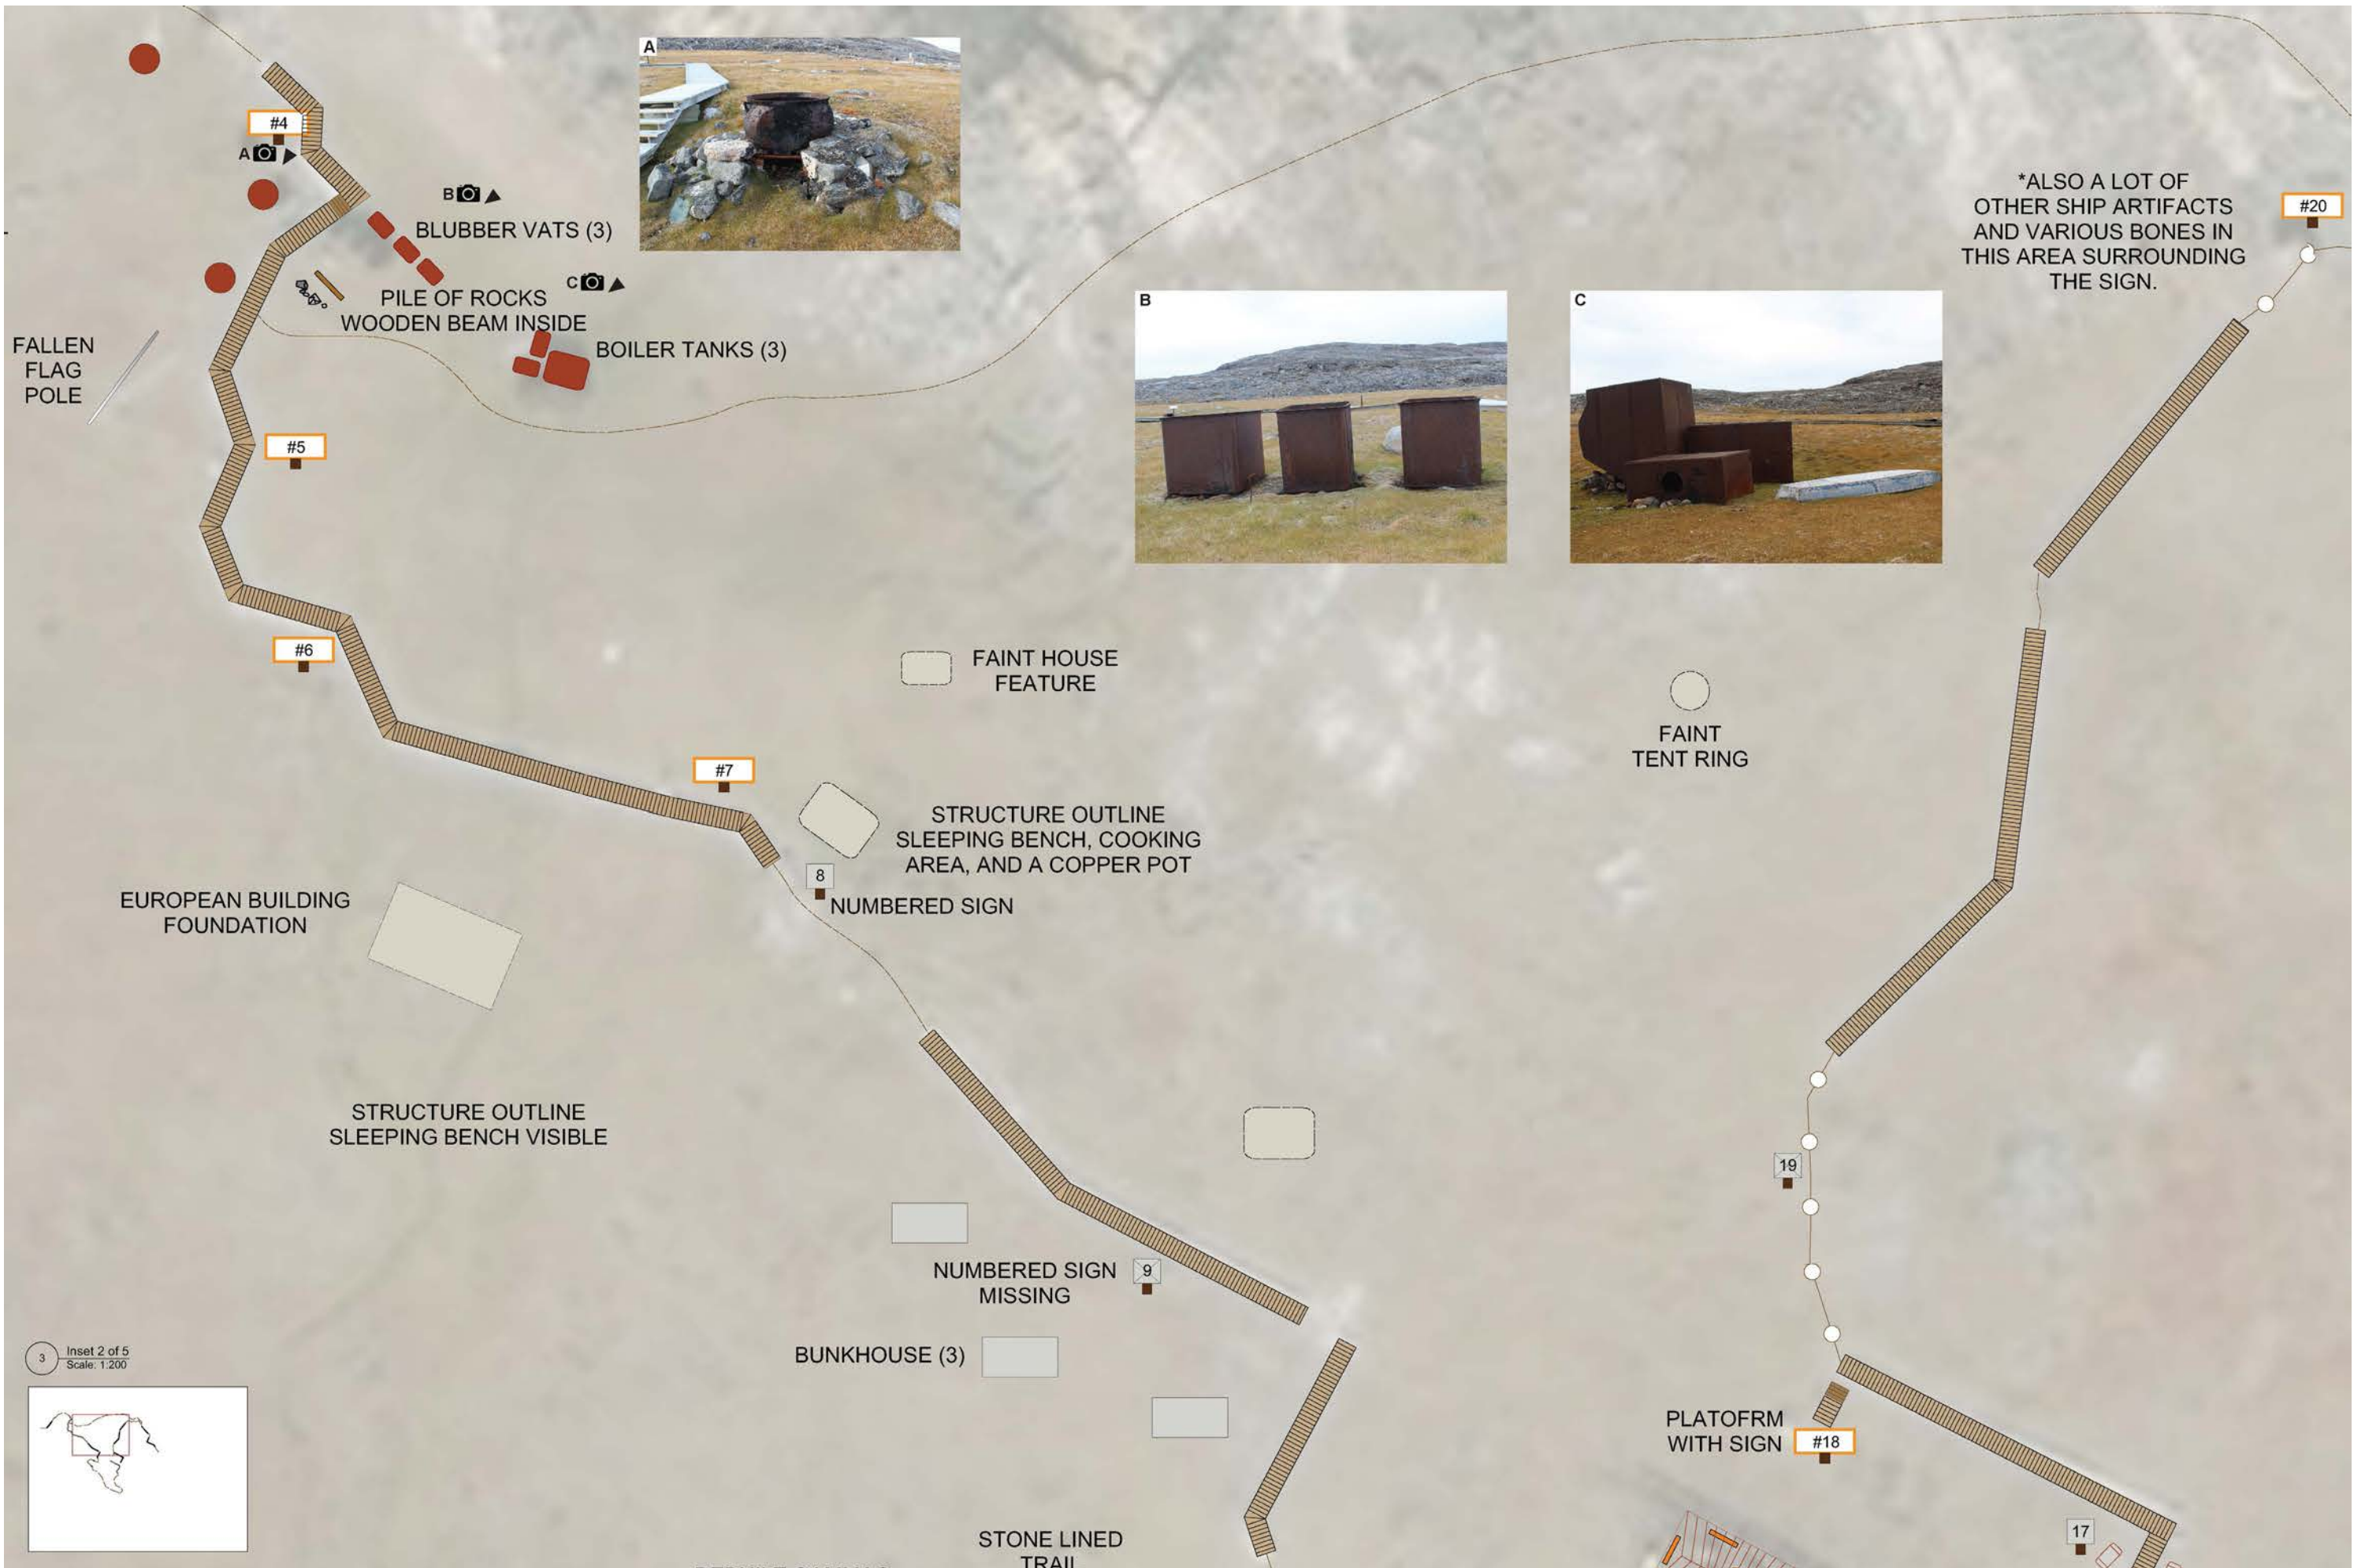 A
#4
A
B
BLUBBER VATS (3)
*ALSO A LOT OF
OTHER SHIP ARTIFACTS
AND VARIOUS BONES IN
THIS AREA SURROUNDING
THE SIGN.
#20
C
PILE OF ROCKS
WOODEN BEAM INSIDE
B
C
FALLEN
FLAG
POLE
BOILER TANKS (3)
#5
#6
FAINT HOUSE
FEATURE
FAINT
TENT RING
#7
STRUCTURE OUTLINE
SLEEPING BENCH, COOKING
AREA, AND A COPPER POT
8
NUMBERED SIGN
EUROPEAN BUILDING
FOUNDATION
STRUCTURE OUTLINE
SLEEPING BENCH VISIBLE
19
NUMBERED SIGN
MISSING
9
BUNKHOUSE (3)
3
Inset 2 of 5
Scale: 1:200
PLATOFRM
WITH SIGN
#18
17
STONE LINED
TRAIL